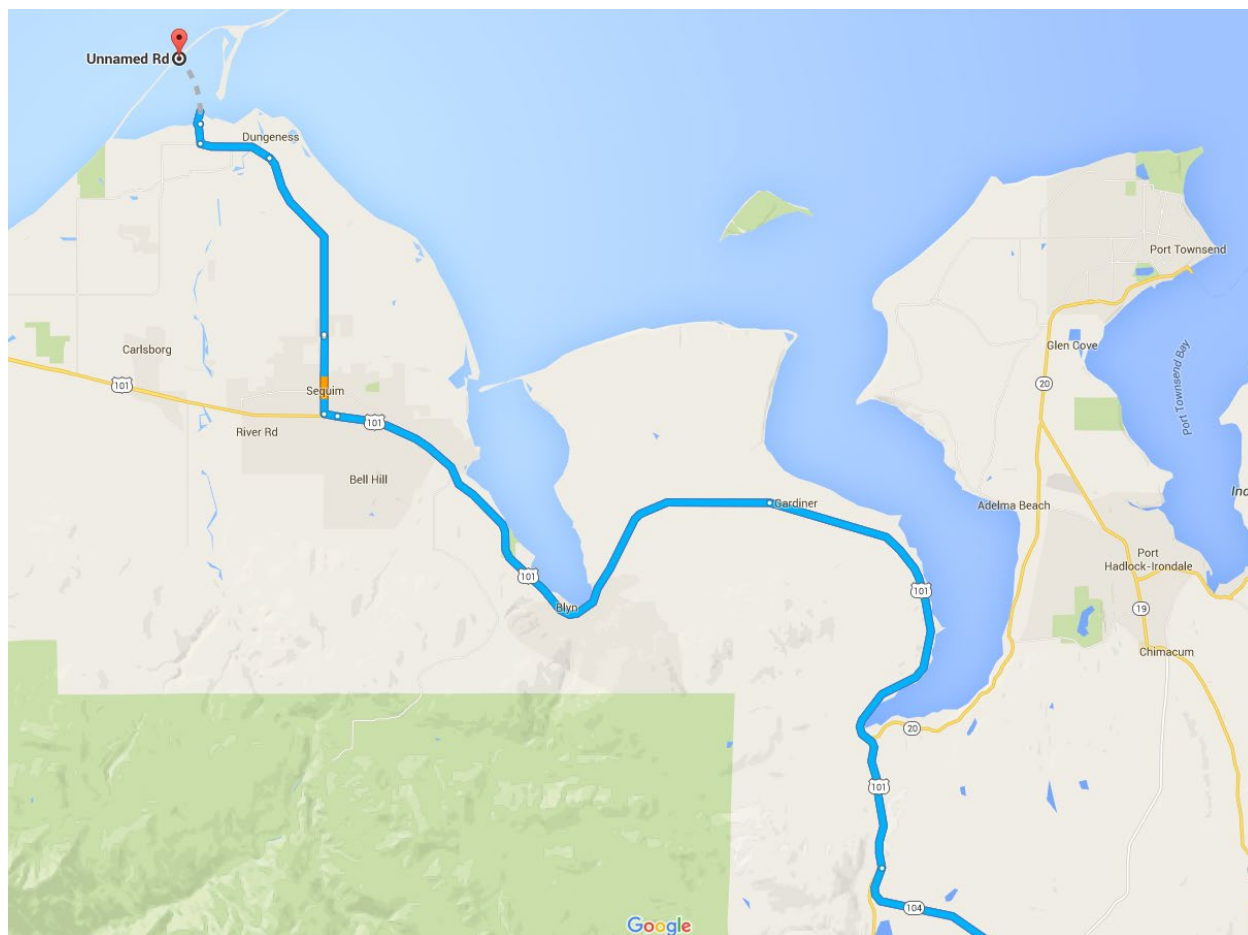 Unnamed Rd
Dungeness
Port Townsend
Carlsborg
Glen Cove
Port Townsend Bay
101
20
Sequim
101
River Rd
Bell Hill
Gardiner
Adelma Beach
Port
Hadlock-Irondale
101
101
Blyn
19
Chimacum
20
101
104
Google